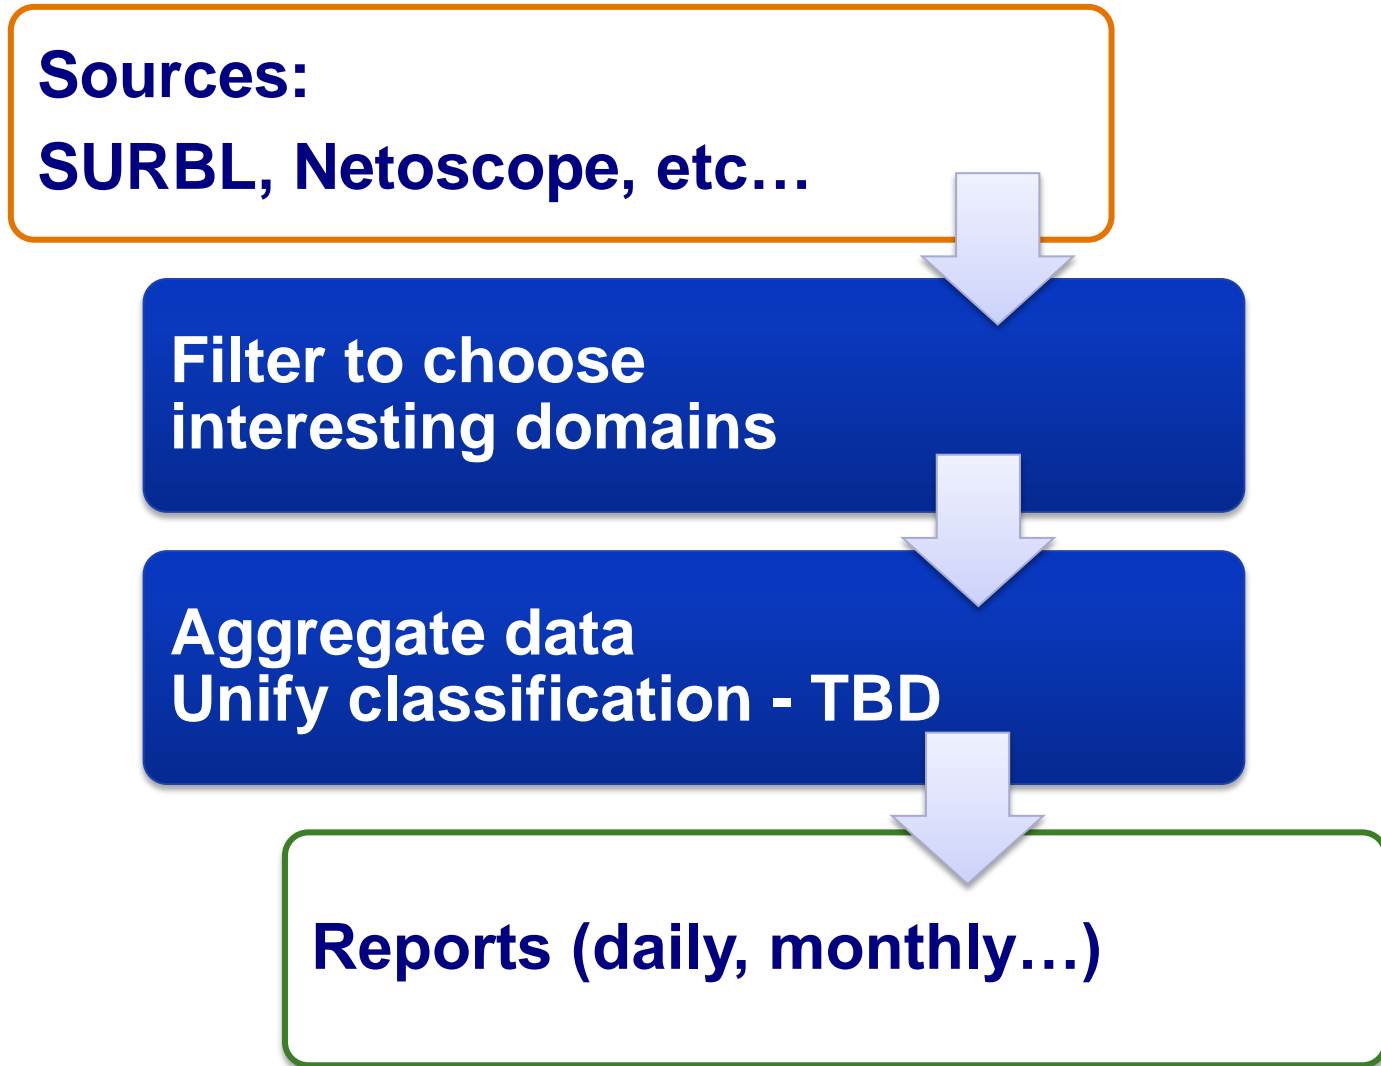 Sources:
SURBL, Netoscope, etc…
Filter to choose
interesting domains
Aggregate data
Unify classification - TBD
Reports (daily, monthly…)